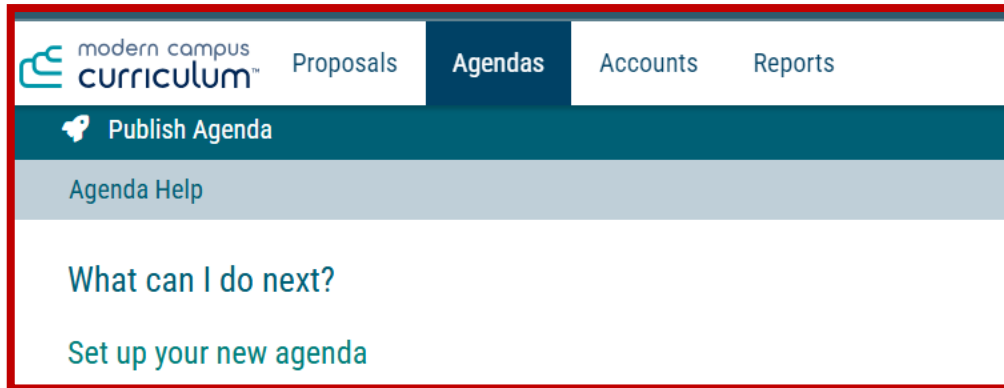 modern campus
curriculum™
Proposals Agendas Accounts Reports
Publish Agenda
Agenda Help
What can I do next?
Set up your new agenda